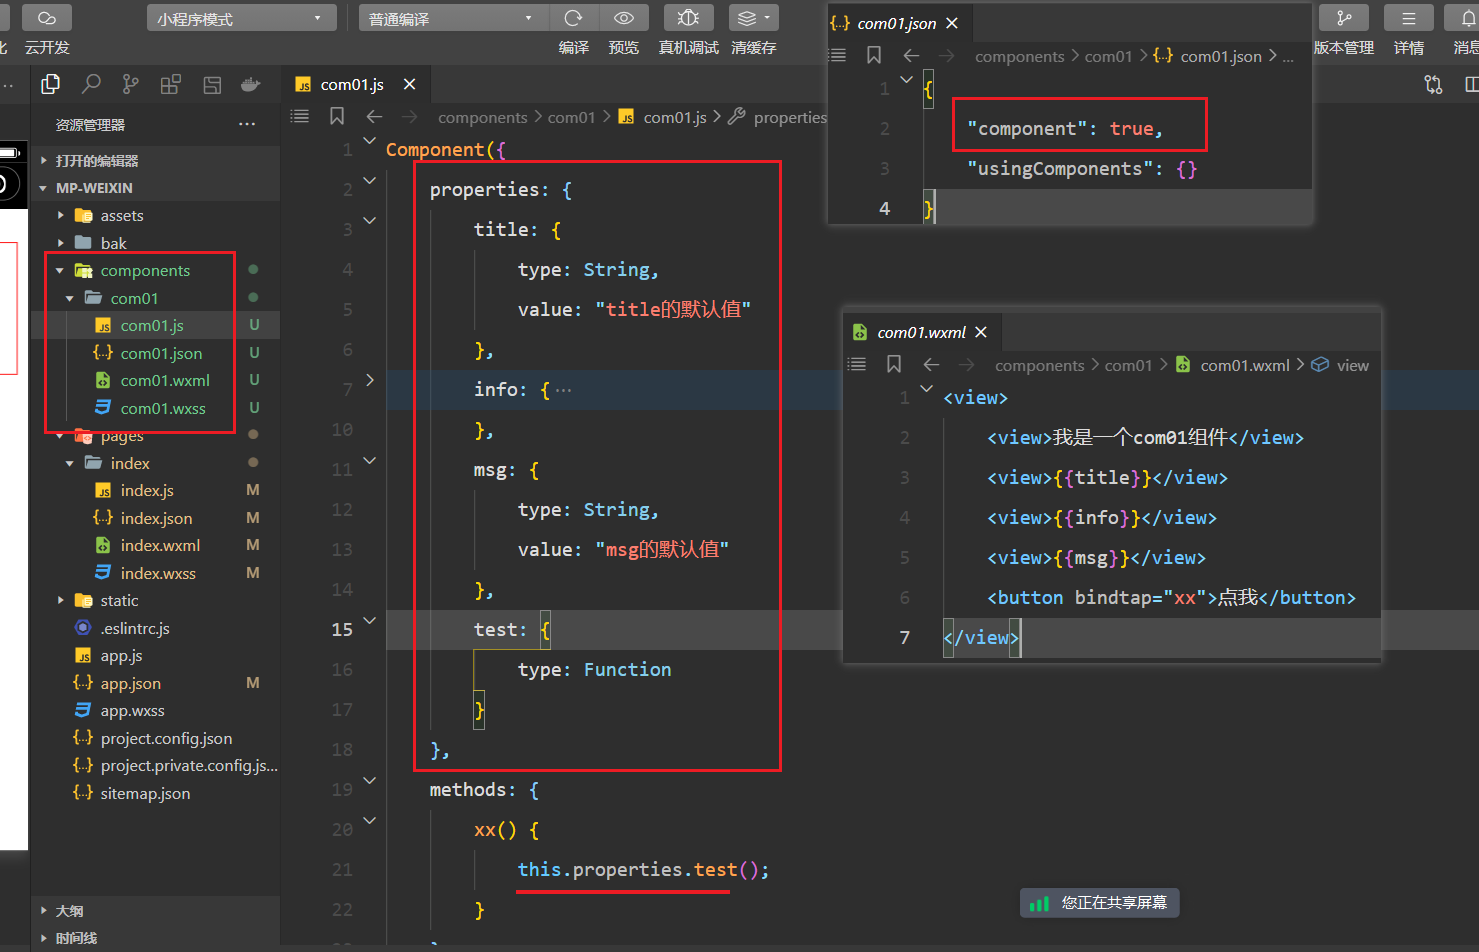 小程序模式
普通编译
化
云开发
编译
预览
真机调试
清缓存
版本管理
详情
消息
资源管理器
打开的编辑器
MP-WEIXIN
assets
bak
components
com01
com01.js U
com01.json U
com01.wxml U
com01.wxss U
pages
index
index.js M
index.json M
index.wxml M
index.wxss M
static
.eslintrc.js
app.js
app.json M
app.wxss
project.config.json
project.private.config.js...
sitemap.json
大纲
时间线
com01.js
components > com01 > com01.js > properties
1 Component({
2 properties: {
3 title: {
4 type: String,
5 value: "title的默认值"
6 },
7 info: { ...
10 },
11 msg: {
12 type: String,
13 value: "msg的默认值"
14 },
15 test: {
16 type: Function
17 }
18 },
19 methods: {
20 xx() {
21 this.properties.test();
22 }
com01.json
components > com01 > com01.json > ...
1 {
2 "component": true,
3 "usingComponents": {}
4 }
com01.wxml
components > com01 > com01.wxml > view
1 <view>
2 <view>我是一个com01组件</view>
3 <view>{{title}}</view>
4 <view>{{info}}</view>
5 <view>{{msg}}</view>
6 <button bindtap="xx">点我</button>
7 </view>
您正在共享屏幕